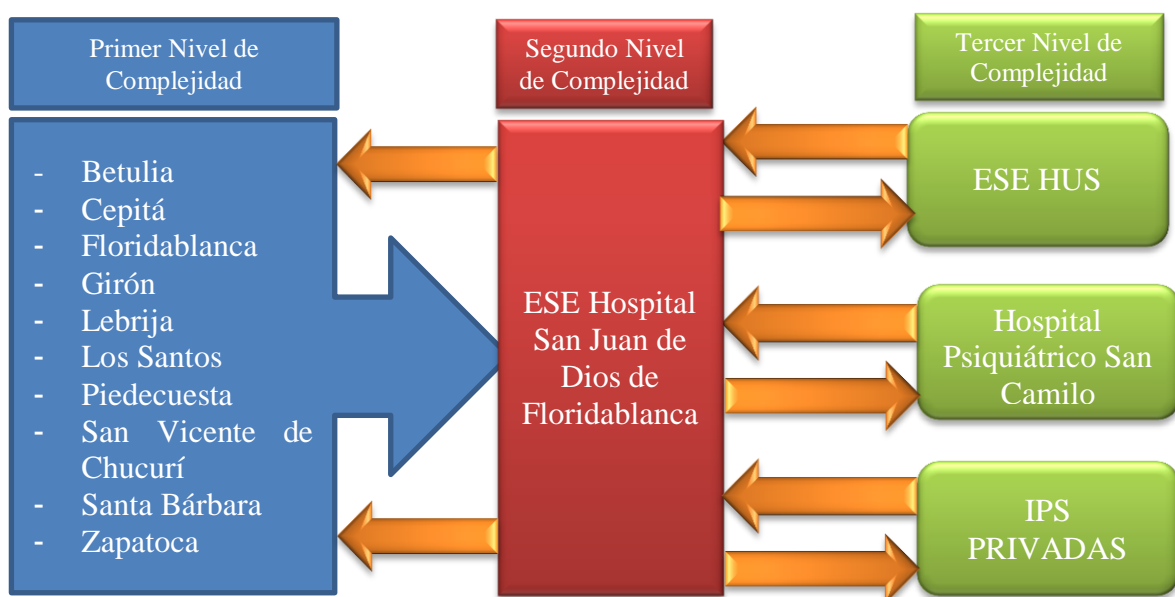 Primer Nivel de
Complejidad
Segundo Nivel
de Complejidad
Tercer Nivel de
Complejidad
- Betulia
- Cepitá
- Floridablanca
- Girón
- Lebrija
- Los Santos
- Piedecuesta
- San Vicente de
Chucurí
- Santa Bárbara
- Zapatoca
ESE Hospital
San Juan de
Dios de
Floridablanca
ESE HUS
Hospital
Psiquiátrico San
Camilo
IPS
PRIVADAS